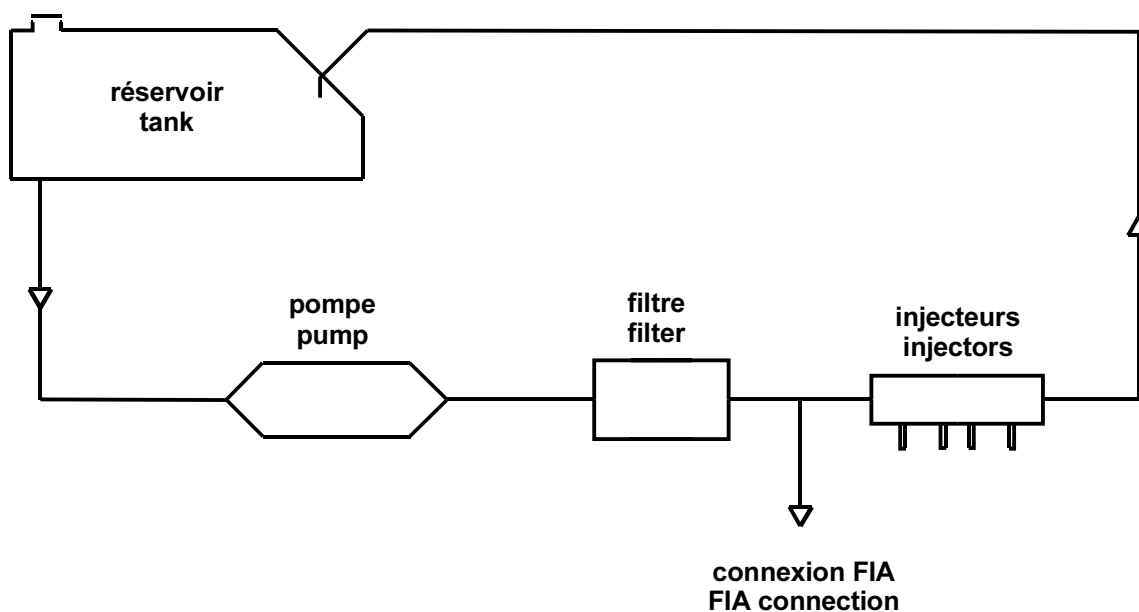 réservoir
tank
pompe
pump
filtre
filter
injecteurs
injectors
connexion FIA
FIA connection